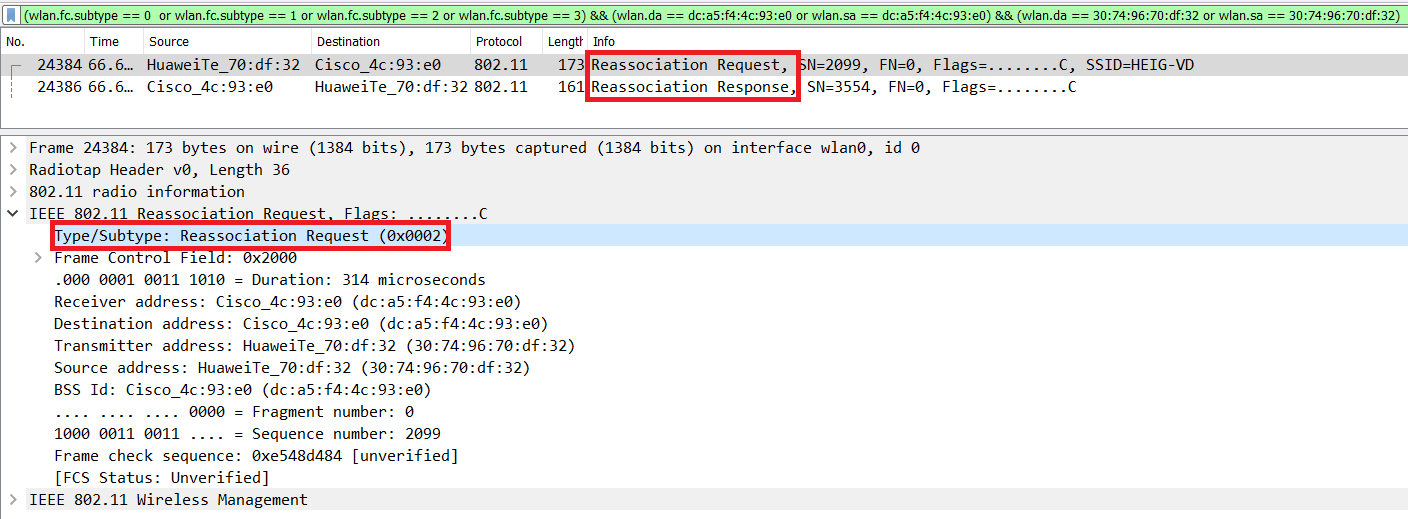 (wlan.fc.subtype == 0  or wlan.fc.subtype == 1 or wlan.fc.subtype == 2 or wlan.fc.subtype == 3) && (wlan.da == dc:a5:f4:4c:93:e0 or wlan.sa == dc:a5:f4:4c:93:e0) && (wlan.da == 30:74:96:70:df:32 or wlan.sa == 30:74:96:70:df:32)
No. Time Source Destination Protocol Length Info
24384 66.6… HuaweiTe_70:df:32 Cisco_4c:93:e0 802.11 173 Reassociation Request, SN=2099, FN=0, Flags=........C, SSID=HEIG-VD
24386 66.6… Cisco_4c:93:e0 HuaweiTe_70:df:32 802.11 161 Reassociation Response, SN=3554, FN=0, Flags=........C
Frame 24384: 173 bytes on wire (1384 bits), 173 bytes captured (1384 bits) on interface wlan0, id 0
Radiotap Header v0, Length 36
802.11 radio information
IEEE 802.11 Reassociation Request, Flags: ........C
Type/Subtype: Reassociation Request (0x0002)
Frame Control Field: 0x2000
.000 0001 0011 1010 = Duration: 314 microseconds
Receiver address: Cisco_4c:93:e0 (dc:a5:f4:4c:93:e0)
Destination address: Cisco_4c:93:e0 (dc:a5:f4:4c:93:e0)
Transmitter address: HuaweiTe_70:df:32 (30:74:96:70:df:32)
Source address: HuaweiTe_70:df:32 (30:74:96:70:df:32)
BSS Id: Cisco_4c:93:e0 (dc:a5:f4:4c:93:e0)
.... .... .... 0000 = Fragment number: 0
1000 0011 0011 .... = Sequence number: 2099
Frame check sequence: 0xe548d484 [unverified]
[FCS Status: Unverified]
IEEE 802.11 Wireless Management